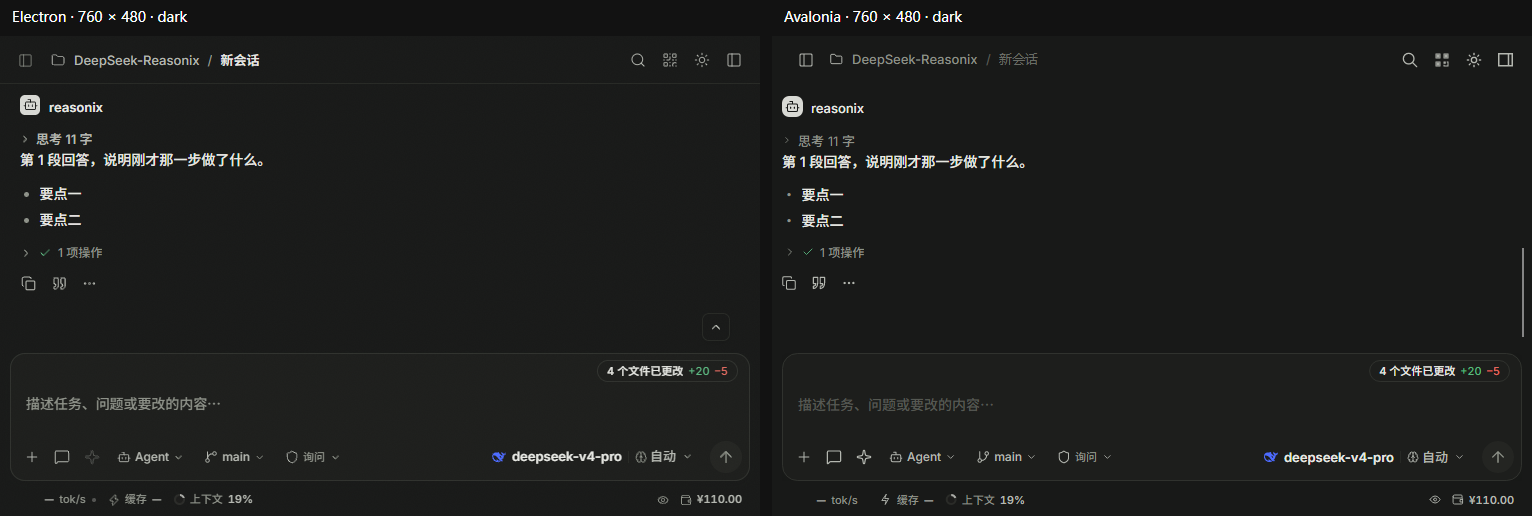 Electron · 760 × 480 · dark
DeepSeek-Reasonix / 新会话
reasonix
思考 11 字
第 1 段回答，说明刚才那一步做了什么。
• 要点一
• 要点二
1 项操作
4 个文件已更改 +20 −5
描述任务、问题或要改的内容…
Agent main 询问 deepseek-v4-pro 自动
— tok/s • 缓存 — 上下文 19% ¥110.00
Avalonia · 760 × 480 · dark
DeepSeek-Reasonix / 新会话
reasonix
思考 11 字
第 1 段回答，说明刚才那一步做了什么。
• 要点一
• 要点二
1 项操作
4 个文件已更改 +20 −5
描述任务、问题或要改的内容…
Agent main 询问 deepseek-v4-pro 自动
— tok/s 缓存 — 上下文 19% ¥110.00